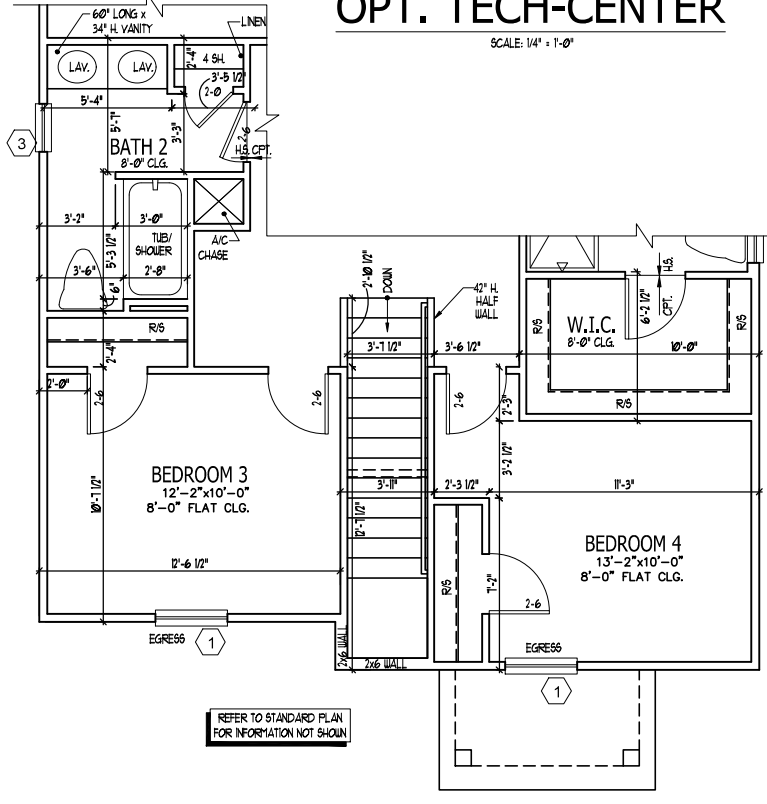 OPT. TECH-CENTER
SCALE: 1/4" = 1'-0"
60" LONG x
34" H. VANITY
LINEN
LAV.
LAV.
2'-4"
4 SH.
3'-5 1/2"
2-0
5'-4"
5'-7"
3'-3"
2-6
3
BATH 2
8'-0" CLG.
H.S. CPT.
3'-2"
3'-0"
A/C
CHASE
TUB/
SHOWER
5'-3 1/2"
3'-6"
2'-8"
6"
R/S
2'-4"
2'-0"
2-6
2-6
2'-10 1/2"
DOWN
42" H.
HALF
WALL
3'-7 1/2"
3'-6 1/2"
H.S.
CPT.
6'-2 1/2"
R/S
W.I.C.
8'-0" CLG.
R/S
10'-0"
R/S
2-6
2'-3"
3'-2 1/2"
BEDROOM 3
12'-2"x10'-0"
8'-0" FLAT CLG.
10'-7 1/2"
12'-6 1/2"
3'-11"
2'-3 1/2"
11'-3"
12'-7 1/2"
BEDROOM 4
13'-2"x10'-0"
8'-0" FLAT CLG.
R/S
7'-2"
2-6
EGRESS
1
2x6 WALL
2x6 WALL
EGRESS
1
REFER TO STANDARD PLAN
FOR INFORMATION NOT SHOWN